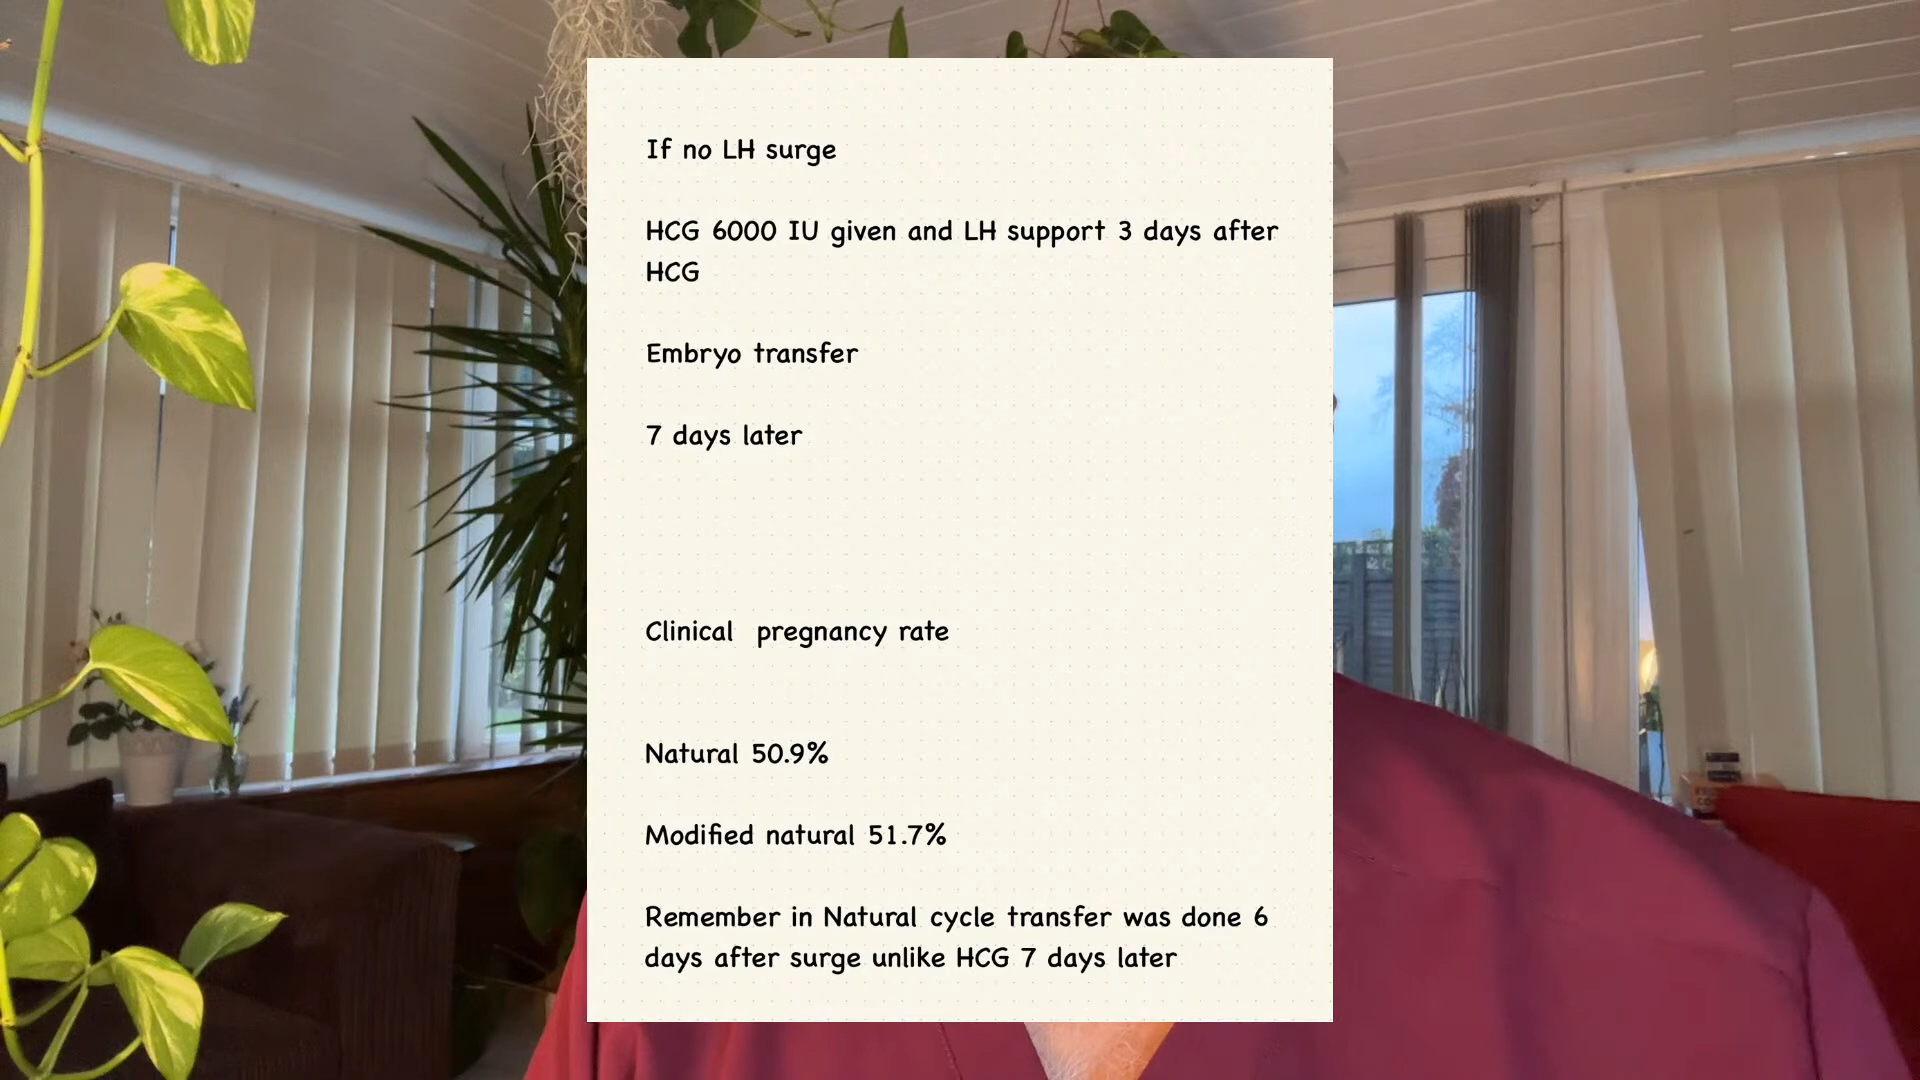 If no LH surge
HCG 6000 IU given and LH support 3 days after
HCG
Embryo transfer
7 days later
Clinical pregnancy rate
Natural 50.9%
Modified natural 51.7%
Remember in Natural cycle transfer was done 6
days after surge unlike HCG 7 days later